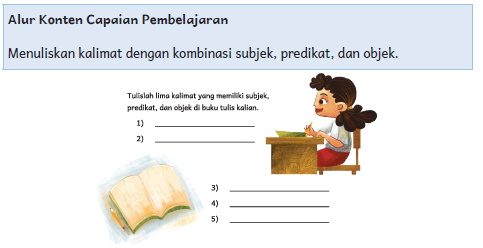 Alur Konten Capaian Pembelajaran
Menuliskan kalimat dengan kombinasi subjek, predikat, dan objek.
Tulislah lima kalimat yang memiliki subjek,
predikat, dan objek di buku tulis kalian.
1)
2)
3)
4)
5)